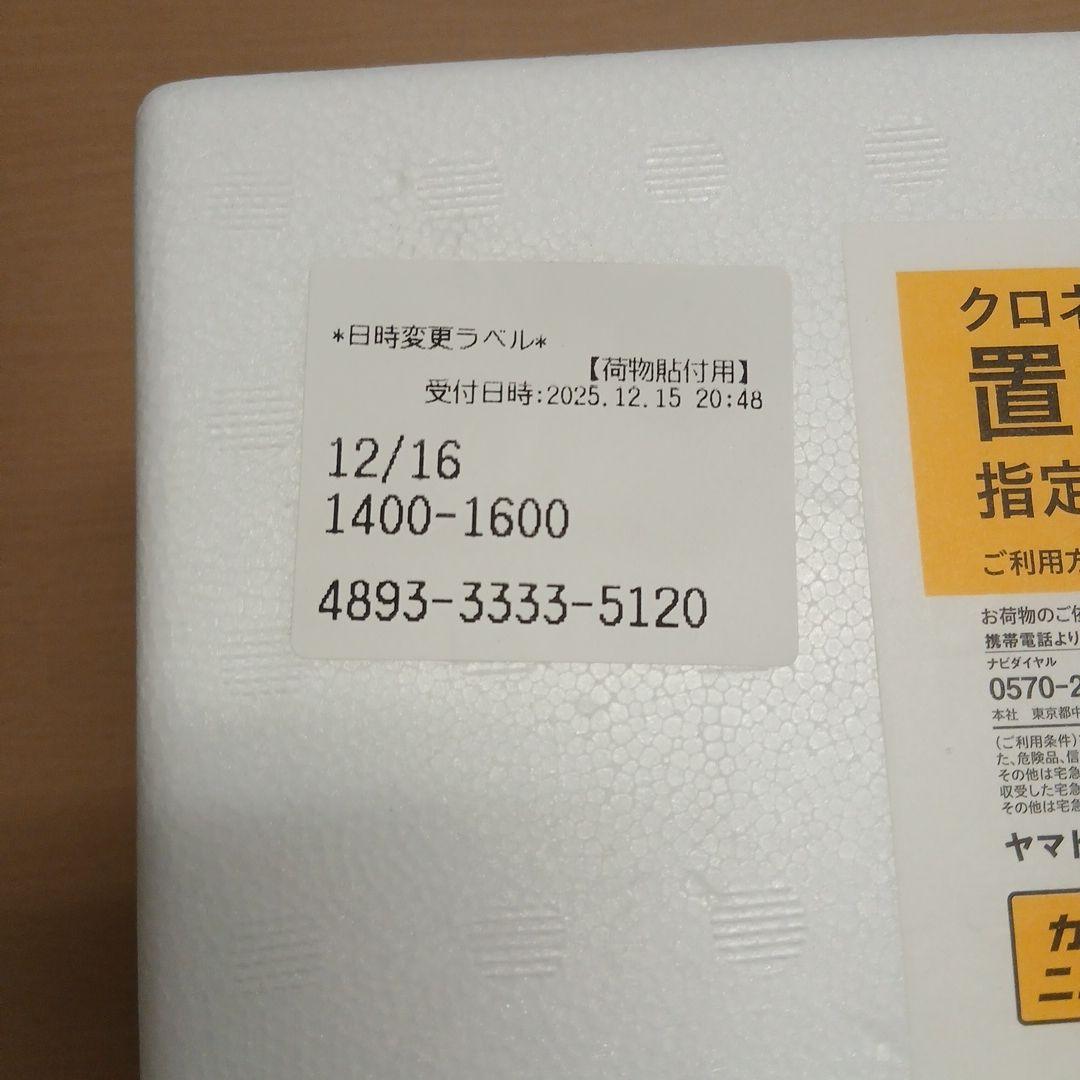 *日時変更ラベル*
【荷物貼付用】
受付日時:2025.12.15 20:48
12/16
1400-1600
4893-3333-5120
クロネ
置
指定
ご利用方
お荷物のご依
携帯電話より
ナビダイヤル
0570-2
本社 東京都中
(ご利用条件)
た、危険品、信
その他は宅急
収受した宅急
その他は宅急
ヤマト